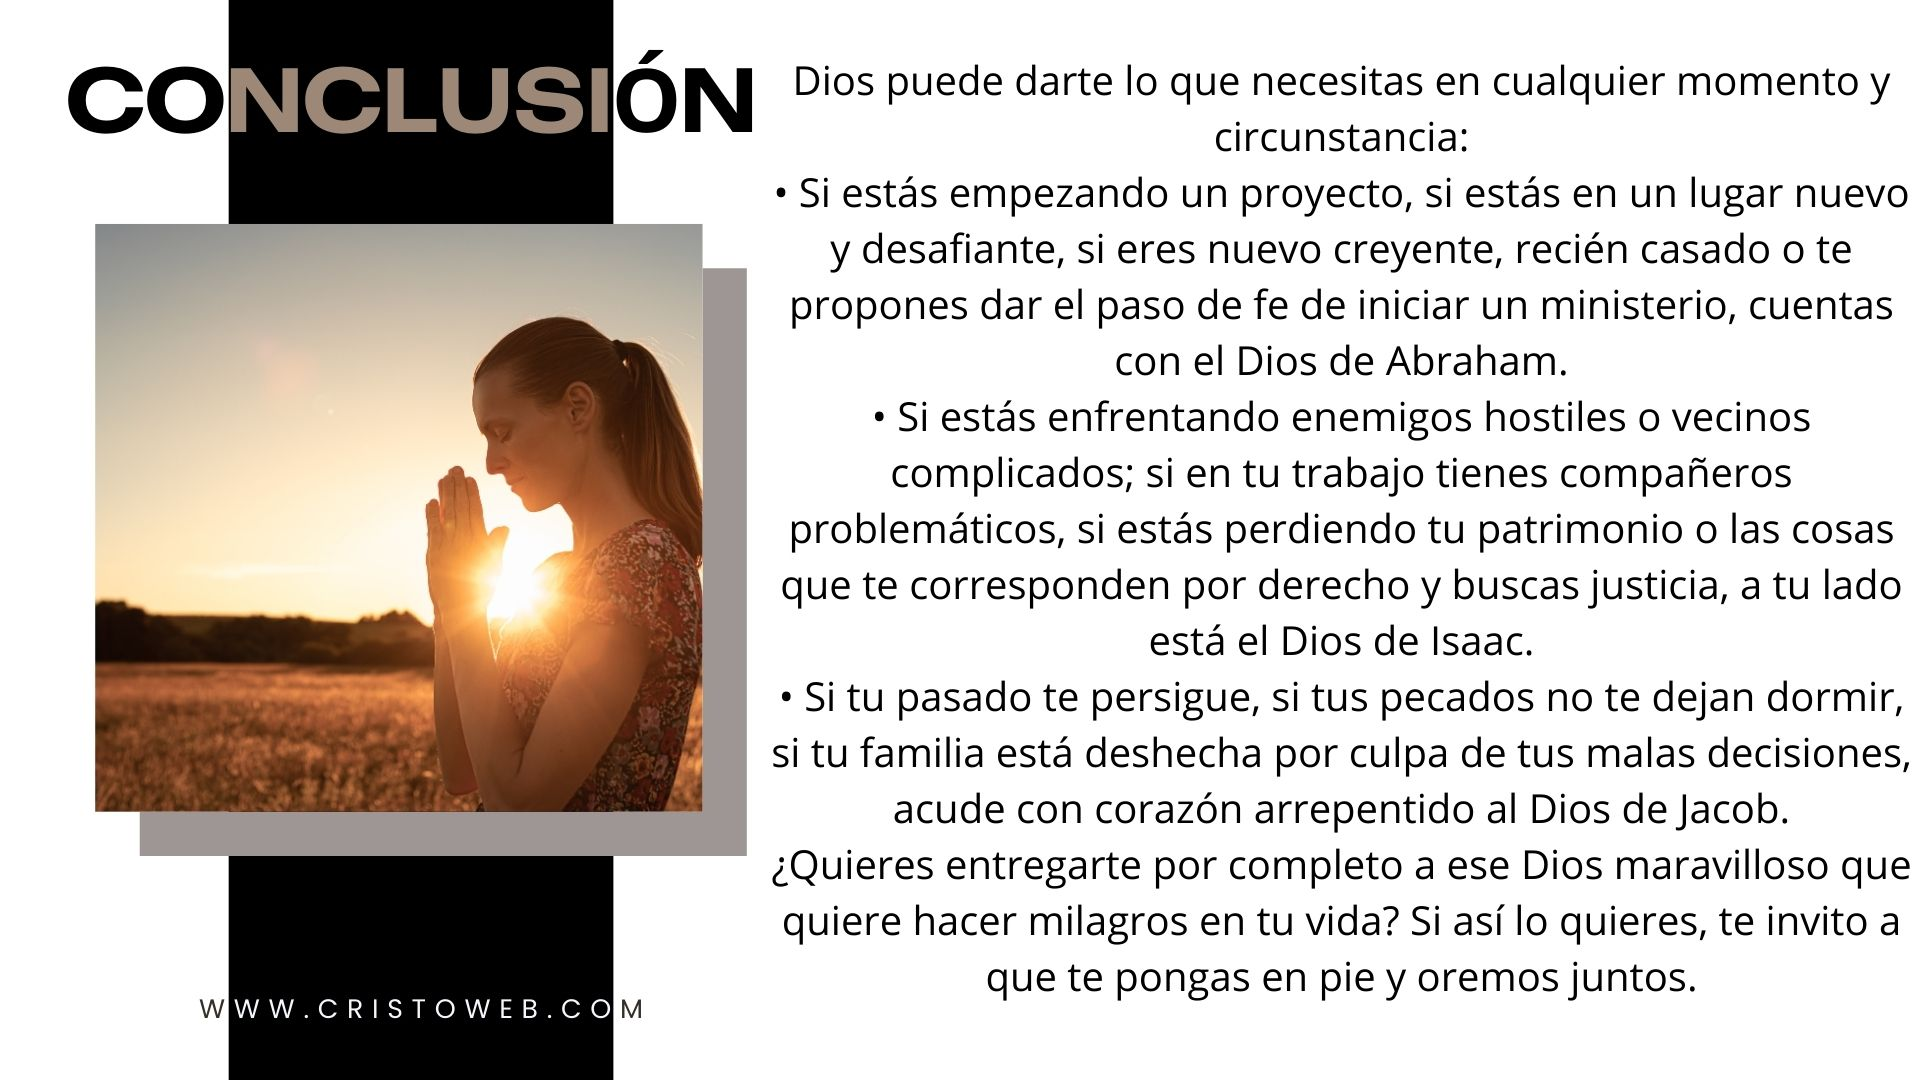 CONCLUSIÓN
Dios puede darte lo que necesitas en cualquier momento y
circunstancia:
• Si estás empezando un proyecto, si estás en un lugar nuevo
y desafiante, si eres nuevo creyente, recién casado o te
propones dar el paso de fe de iniciar un ministerio, cuentas
con el Dios de Abraham.
• Si estás enfrentando enemigos hostiles o vecinos
complicados; si en tu trabajo tienes compañeros
problemáticos, si estás perdiendo tu patrimonio o las cosas
que te corresponden por derecho y buscas justicia, a tu lado
está el Dios de Isaac.
• Si tu pasado te persigue, si tus pecados no te dejan dormir,
si tu familia está deshecha por culpa de tus malas decisiones,
acude con corazón arrepentido al Dios de Jacob.
¿Quieres entregarte por completo a ese Dios maravilloso que
quiere hacer milagros en tu vida? Si así lo quieres, te invito a
que te pongas en pie y oremos juntos.
WWW.CRISTOWEB.COM